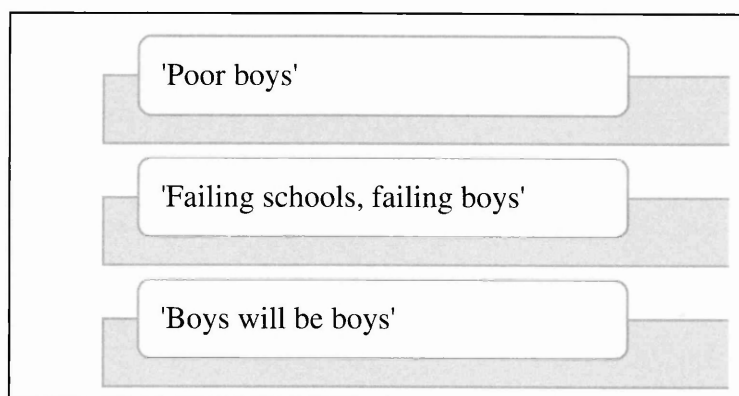 'Poor boys'
'Failing schools, failing boys'
'Boys will be boys'